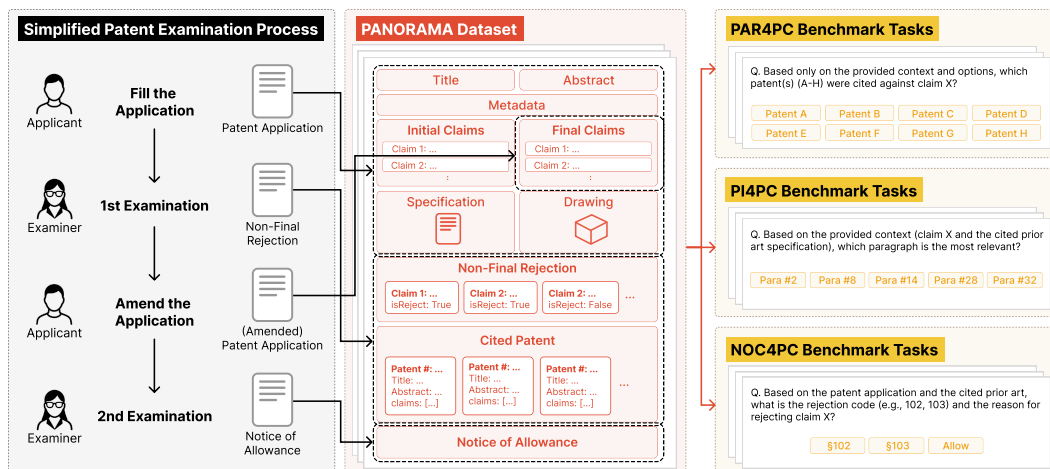 Simplified Patent Examination Process
Applicant
Fill the
Application
Patent Application
Examiner
1st Examination
Non-Final
Rejection
Applicant
Amend the
Application
(Amended)
Patent Application
Examiner
2nd Examination
Notice of
Allowance
PANORAMA Dataset
Title
Abstract
Metadata
Initial Claims
Claim 1: ...
Claim 2: ...
:
Final Claims
Claim 1: ...
Claim 2: ...
:
Specification
Drawing
Non-Final Rejection
Claim 1: ...
isReject: True
Claim 2: ...
isReject: True
Claim 2: ...
isReject: False
...
Cited Patent
Patent #: ...
Title: ...
Abstract: ...
claims: [...]
Patent #: ...
Title: ...
Abstract: ...
claims: [...]
Patent #: ...
Title: ...
Abstract: ...
claims: [...]
...
Notice of Allowance
PAR4PC Benchmark Tasks
Q. Based only on the provided context and options, which
patent(s) (A-H) were cited against claim X?
Patent A
Patent B
Patent C
Patent D
Patent E
Patent F
Patent G
Patent H
PI4PC Benchmark Tasks
Q. Based on the provided context (claim X and the cited prior
art specification), which paragraph is the most relevant?
Para #2
Para #8
Para #14
Para #28
Para #32
NOC4PC Benchmark Tasks
Q. Based on the patent application and the cited prior art,
what is the rejection code (e.g., 102, 103) and the reason for
rejecting claim X?
§102
§103
Allow